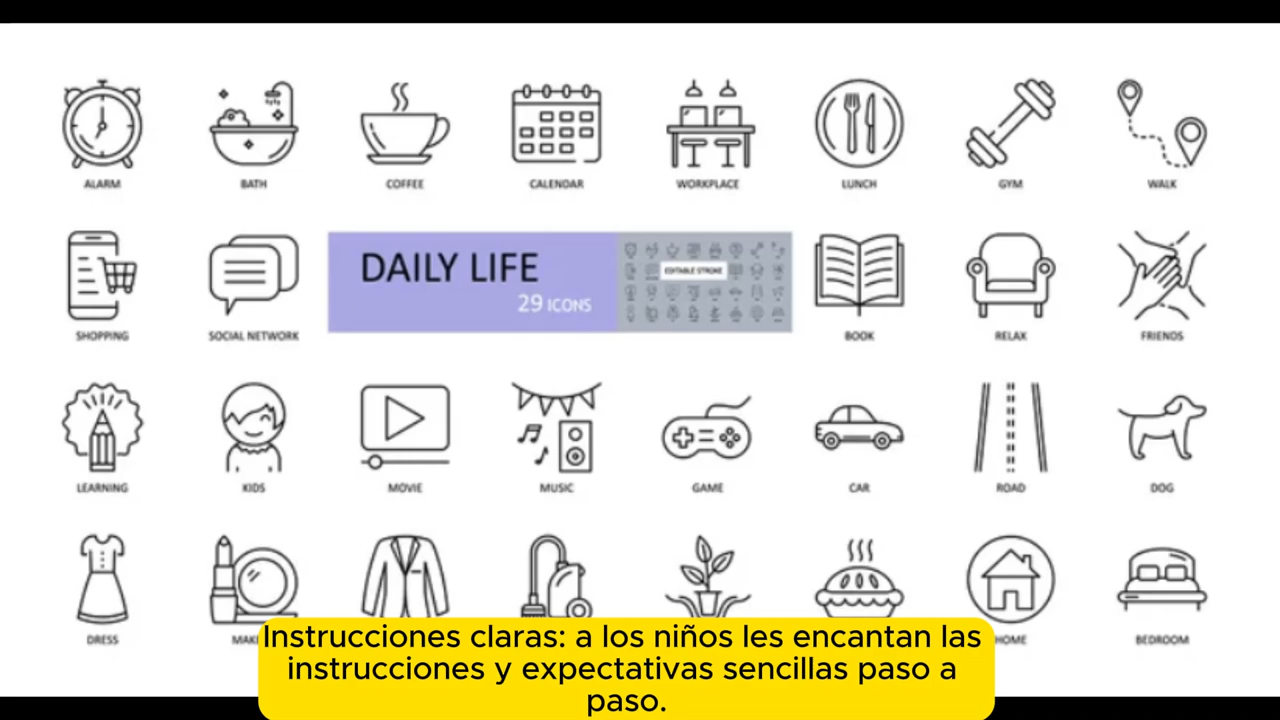 ALARM BATH COFFEE CALENDAR WORKPLACE LUNCH GYM WALK
DAILY LIFE
29 ICONS
EDITABLE STROKE
SHOPPING SOCIAL NETWORK BOOK RELAX FRIENDS
LEARNING KIDS MOVIE MUSIC GAME CAR ROAD DOG
DRESS HOME BEDROOM
Instrucciones claras: a los niños les encantan las
instrucciones y expectativas sencillas paso a
paso.